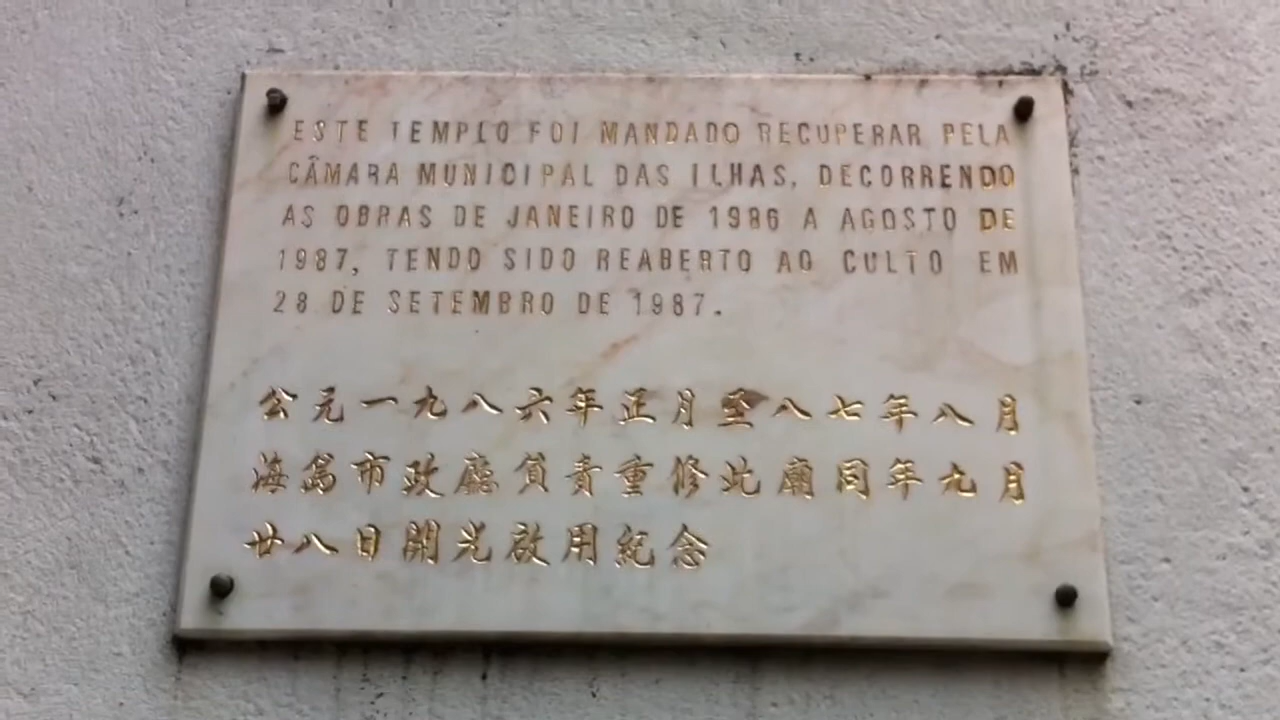 ESTE TEMPLO FOI MANDADO RECUPERAR PELA
CÂMARA MUNICIPAL DAS ILHAS, DECORRENDO
AS OBRAS DE JANEIRO DE 1986 A AGOSTO DE
1987, TENDO SIDO REABERTO AO CULTO EM
28 DE SETEMBRO DE 1987.
公元一九八六年正月至八七年八月
海島市政廳負責重修此廟同年九月
廿八日開光啟用紀念